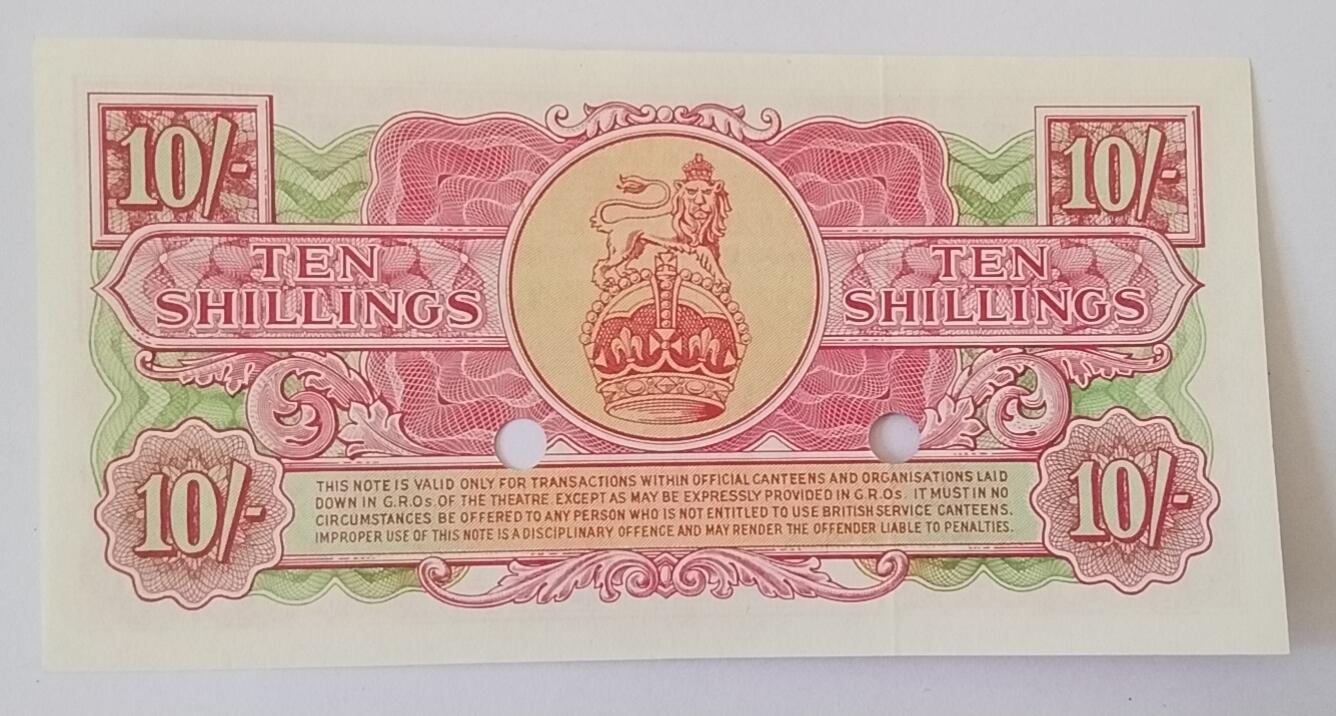 10/-
10/-
TEN
SHILLINGS
TEN
SHILLINGS
10/-
THIS NOTE IS VALID ONLY FOR TRANSACTIONS WITHIN OFFICIAL CANTEENS AND ORGANISATIONS LAID
DOWN IN G.R.Os. OF THE THEATRE, EXCEPT AS MAY BE EXPRESSLY PROVIDED IN G.R.Os. IT MUST IN NO
CIRCUMSTANCES BE OFFERED TO ANY PERSON WHO IS NOT ENTITLED TO USE BRITISH SERVICE CANTEENS.
IMPROPER USE OF THIS NOTE IS A DISCIPLINARY OFFENCE AND MAY RENDER THE OFFENDER LIABLE TO PENALTIES.
10/-